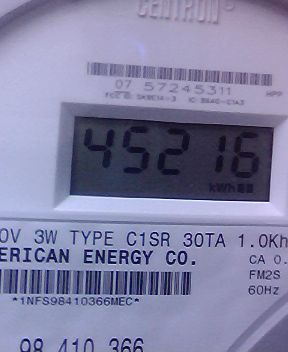 CENTRON®
07 57245311
45216
kWh
0V 3W TYPE C1SR 30TA 1.0Kh
ERICAN ENERGY CO.
CA 0.
FM2S
60Hz
*1NFS98410366MEC*
98 410 366